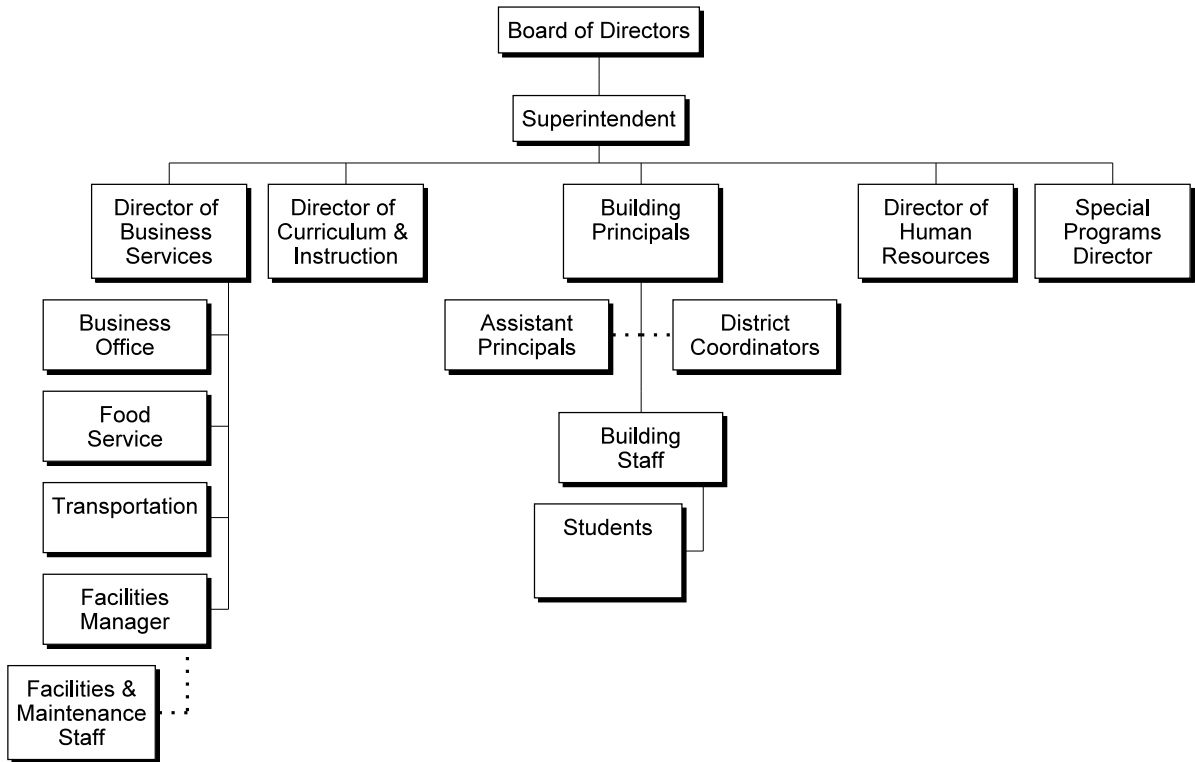 Board of Directors
Superintendent
Director of
Business
Services
Director of
Curriculum &
Instruction
Building
Principals
Director of
Human
Resources
Special
Programs
Director
Business
Office
Assistant
Principals
District
Coordinators
Food
Service
Building
Staff
Transportation
Students
Facilities
Manager
Facilities &
Maintenance
Staff